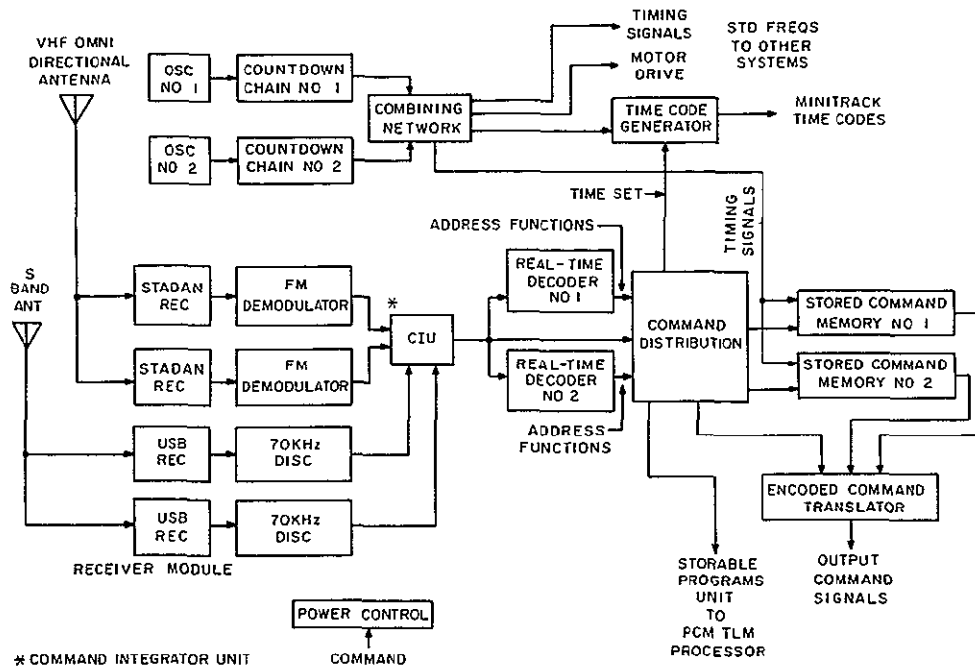 VHF OMNI
DIRECTIONAL
ANTENNA
OSC
NO 1
COUNTDOWN
CHAIN NO 1
OSC
NO 2
COUNTDOWN
CHAIN NO 2
COMBINING
NETWORK
TIMING
SIGNALS
MOTOR
DRIVE
STD FREQS
TO OTHER
SYSTEMS
TIME CODE
GENERATOR
MINITRACK
TIME CODES
TIME SET
TIMING
SIGNALS
ADDRESS FUNCTIONS
S
BAND
ANT
STADAN
REC
FM
DEMODULATOR
STADAN
REC
FM
DEMODULATOR
USB
REC
70KHz
DISC
USB
REC
70KHz
DISC
RECEIVER MODULE
*
CIU
REAL-TIME
DECODER
NO 1
REAL-TIME
DECODER
NO 2
ADDRESS
FUNCTIONS
COMMAND
DISTRIBUTION
STORED COMMAND
MEMORY NO 1
STORED COMMAND
MEMORY NO 2
ENCODED COMMAND
TRANSLATOR
OUTPUT
COMMAND
SIGNALS
STORABLE
PROGRAMS
UNIT
TO
PCM TLM
PROCESSOR
POWER CONTROL
COMMAND
* COMMAND INTEGRATOR UNIT